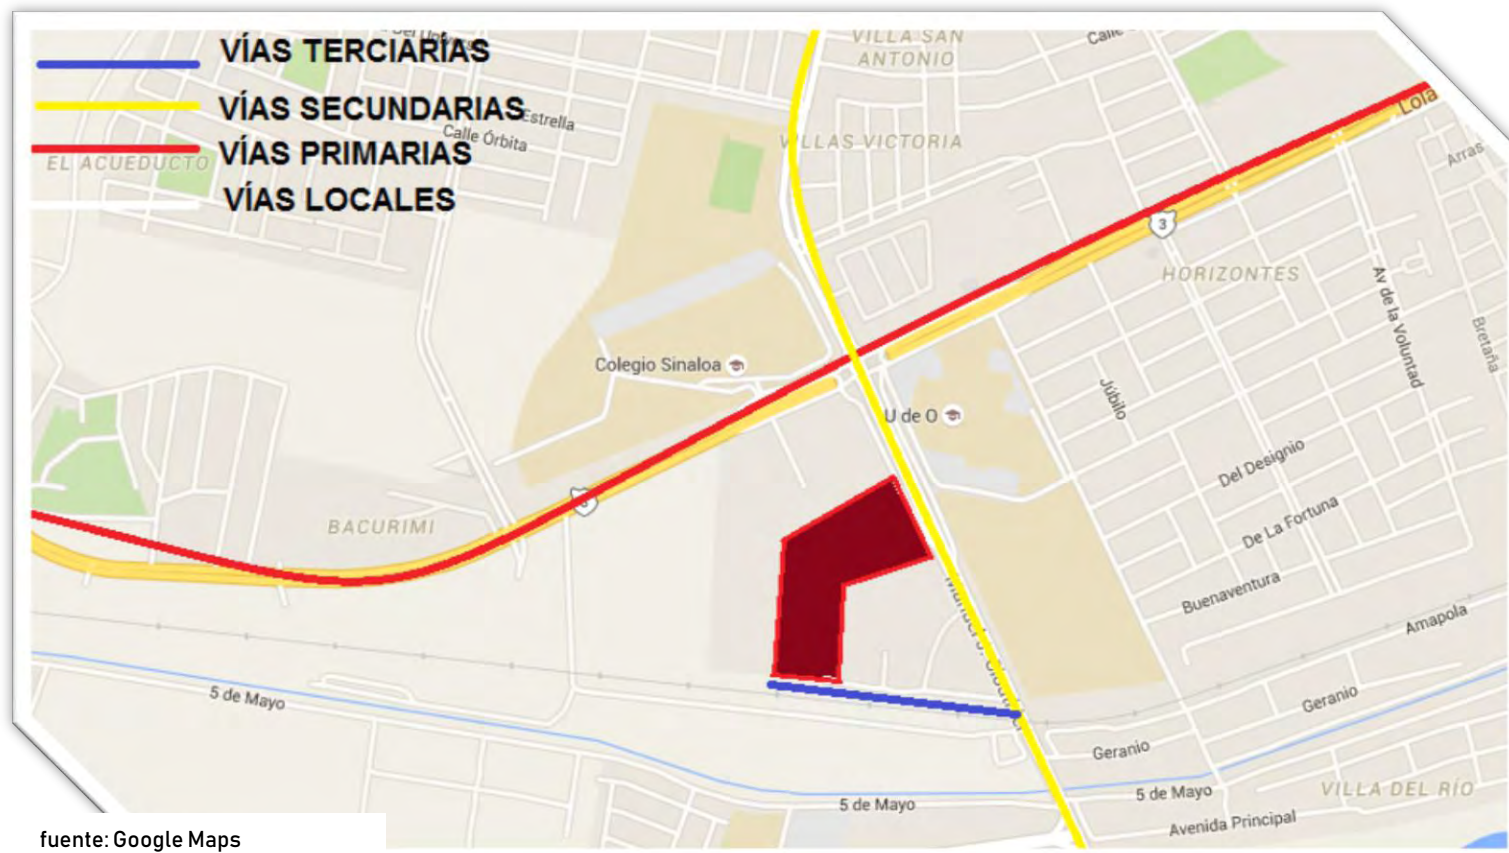 VÍAS TERCIARIAS
VÍAS SECUNDARIAS
VÍAS PRIMARIAS
VÍAS LOCALES
Estrella
Calle Órbita
EL ACUEDUCTO
VILLA SAN
ANTONIO
Calle
VILLAS VICTORIA
Lola
Arras
3
HORIZONTES
Av de la Voluntad
Bretaña
Colegio Sinaloa
U de O
Júbilo
Del Designio
De La Fortuna
BACURIMI
Buenaventura
Amapola
5 de Mayo
Geranio
Geranio
5 de Mayo
5 de Mayo
VILLA DEL RÍO
Avenida Principal
fuente: Google Maps